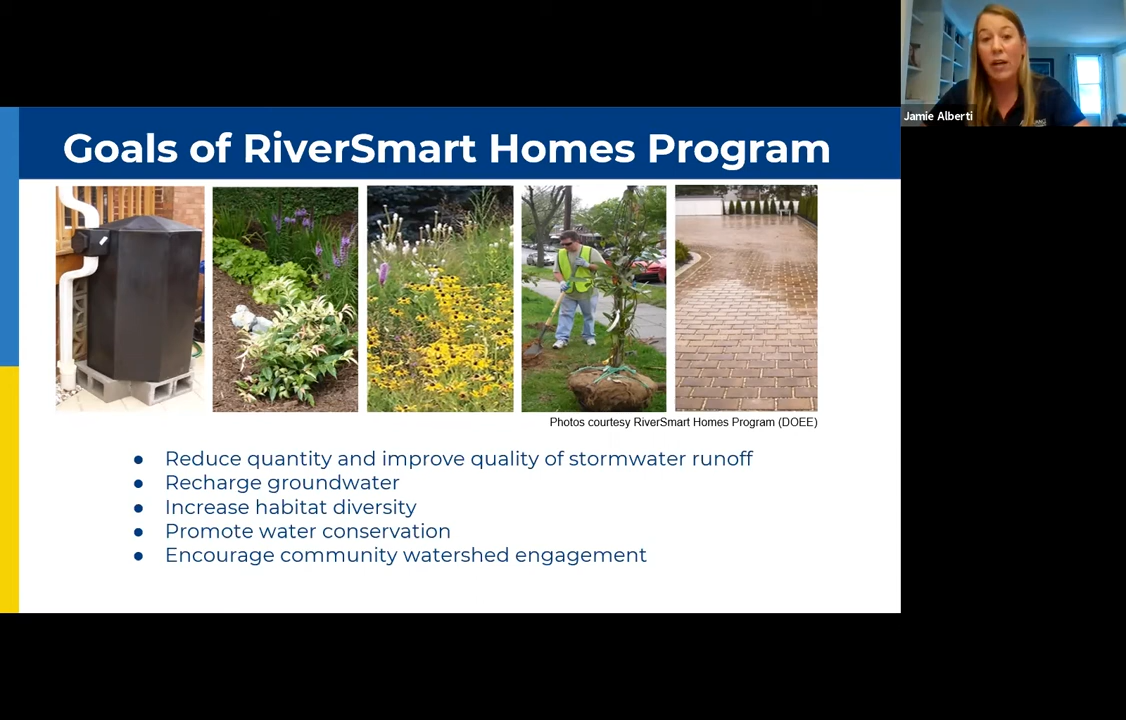 Jamie Alberti
Goals of RiverSmart Homes Program
Photos courtesy RiverSmart Homes Program (DOEE)
● Reduce quantity and improve quality of stormwater runoff
● Recharge groundwater
● Increase habitat diversity
● Promote water conservation
● Encourage community watershed engagement